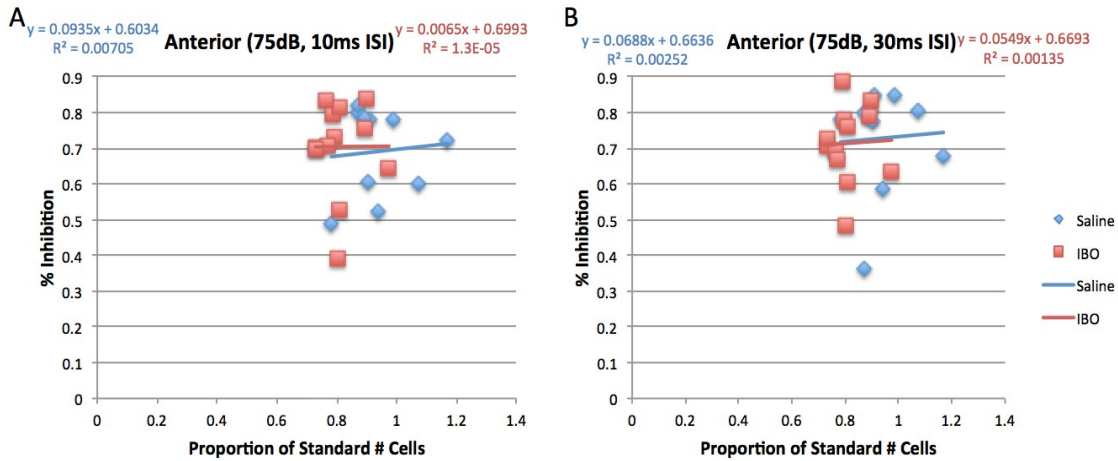 A
y = 0.0935x + 0.6034
R² = 0.00705
Anterior (75dB, 10ms ISI)
y = 0.0065x + 0.6993
R² = 1.3E-05
% Inhibition
0.9
0.8
0.7
0.6
0.5
0.4
0.3
0.2
0.1
0
0 0.2 0.4 0.6 0.8 1 1.2 1.4
Proportion of Standard # Cells
B
y = 0.0688x + 0.6636
R² = 0.00252
Anterior (75dB, 30ms ISI)
y = 0.0549x + 0.6693
R² = 0.00135
% Inhibition
0.9
0.8
0.7
0.6
0.5
0.4
0.3
0.2
0.1
0
0 0.2 0.4 0.6 0.8 1 1.2 1.4
Proportion of Standard # Cells
Saline
IBO
Saline
IBO